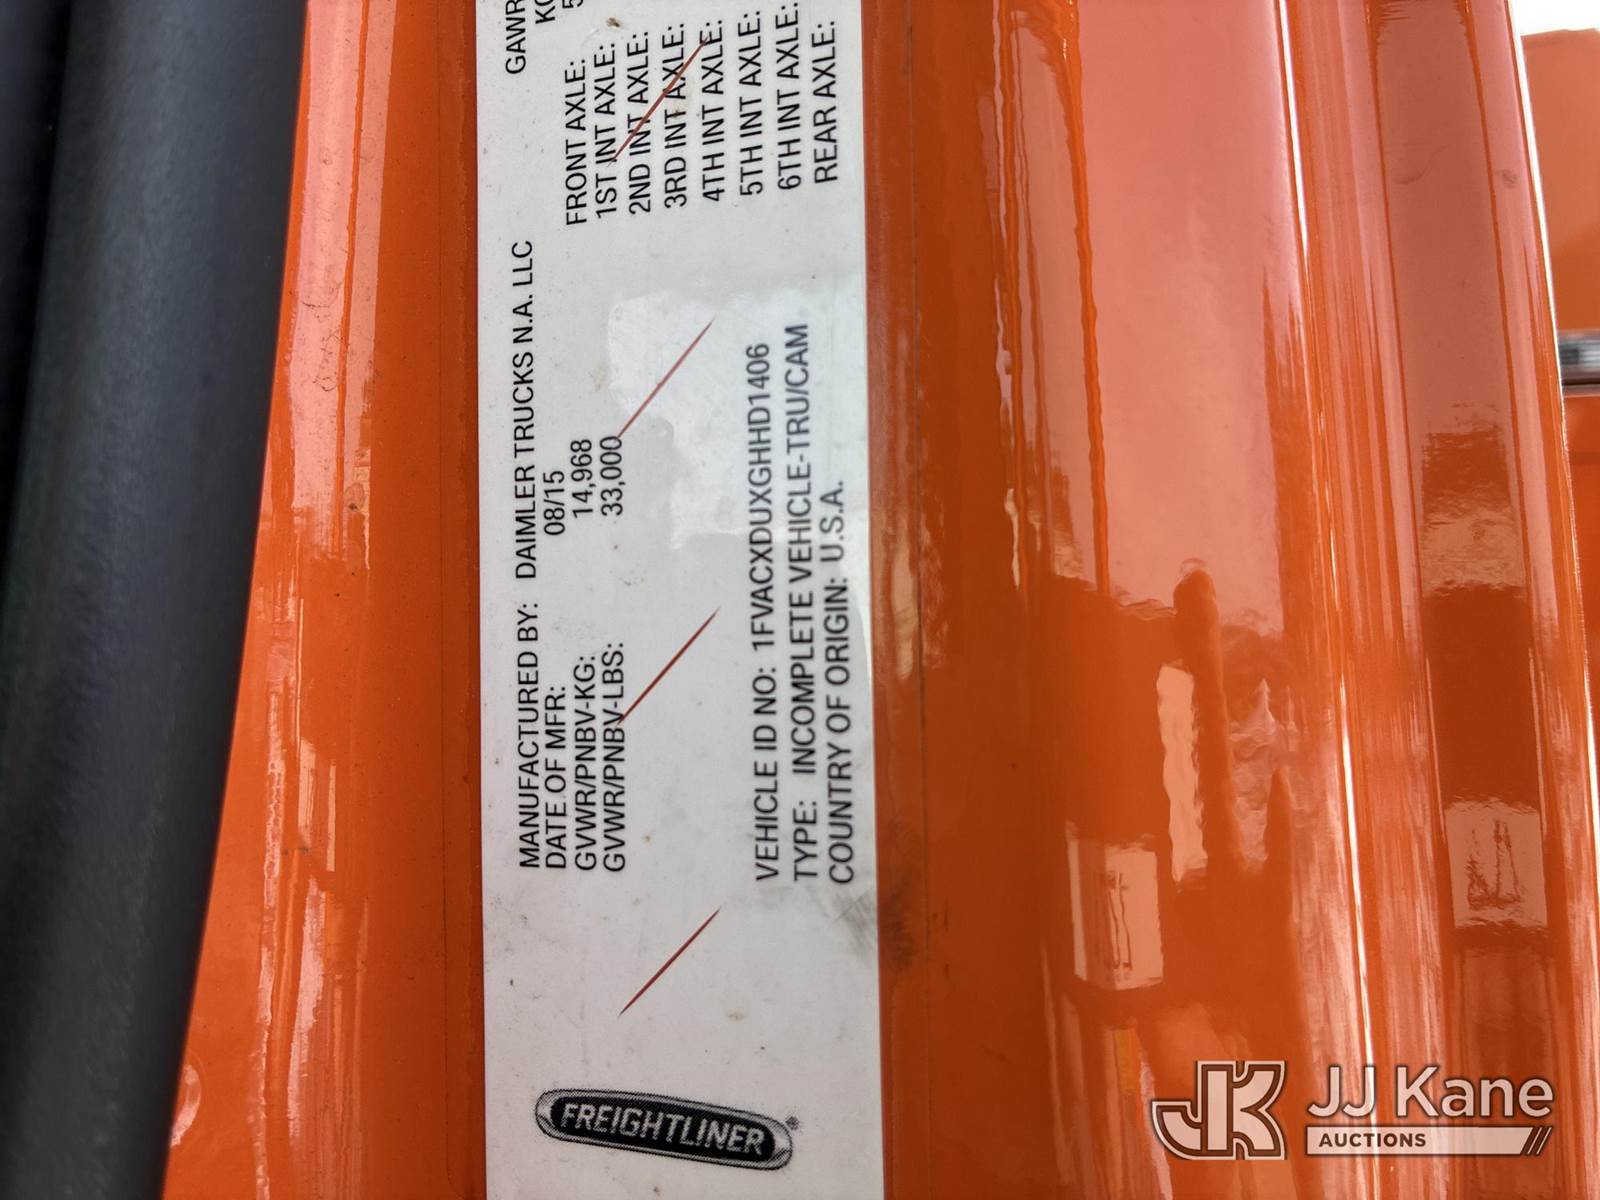 FREIGHTLINER®
MANUFACTURED BY: DAIMLER TRUCKS N.A. LLC
DATE OF MFR: 08/15
GVWR/PNBV-KG: 14,968
GVWR/PNBV-LBS: 33,000
VEHICLE ID NO: 1FVACXDUXGHHD1406
TYPE: INCOMPLETE VEHICLE-TRU/CAM
COUNTRY OF ORIGIN: U.S.A.
GAWR
FRONT AXLE:
1ST INT AXLE:
2ND INT AXLE:
3RD INT AXLE:
4TH INT AXLE:
5TH INT AXLE:
6TH INT AXLE:
REAR AXLE:
JK JJ Kane
AUCTIONS